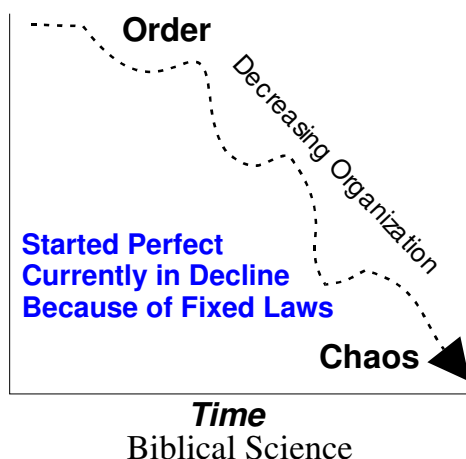 Order
Decreasing Organization
Started Perfect
Currently in Decline
Because of Fixed Laws
Chaos
Time
Biblical Science